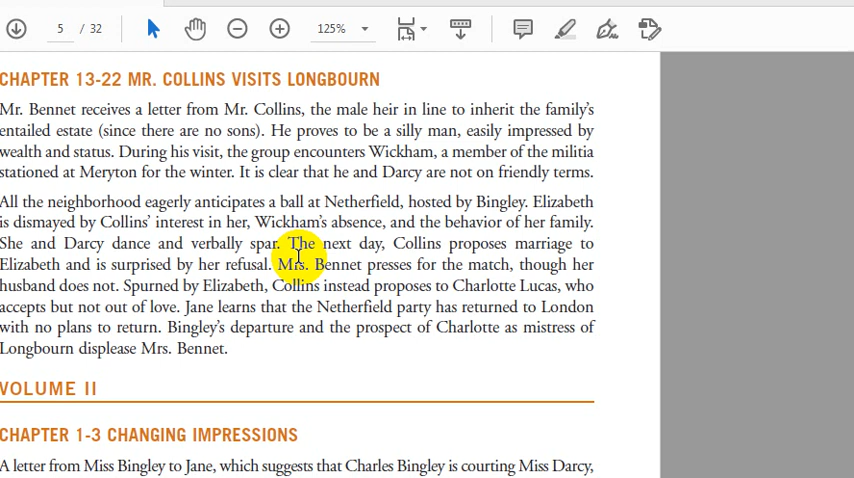 5 / 32 125%
CHAPTER 13-22 MR. COLLINS VISITS LONGBOURN
Mr. Bennet receives a letter from Mr. Collins, the male heir in line to inherit the family's
entailed estate (since there are no sons). He proves to be a silly man, easily impressed by
wealth and status. During his visit, the group encounters Wickham, a member of the militia
stationed at Meryton for the winter. It is clear that he and Darcy are not on friendly terms.
All the neighborhood eagerly anticipates a ball at Netherfield, hosted by Bingley. Elizabeth
is dismayed by Collins' interest in her, Wickham's absence, and the behavior of her family.
She and Darcy dance and verbally spar. The next day, Collins proposes marriage to
Elizabeth and is surprised by her refusal. Mrs. Bennet presses for the match, though her
husband does not. Spurned by Elizabeth, Collins instead proposes to Charlotte Lucas, who
accepts but not out of love. Jane learns that the Netherfield party has returned to London
with no plans to return. Bingley's departure and the prospect of Charlotte as mistress of
Longbourn displease Mrs. Bennet.
VOLUME II
CHAPTER 1-3 CHANGING IMPRESSIONS
A letter from Miss Bingley to Jane, which suggests that Charles Bingley is courting Miss Darcy,